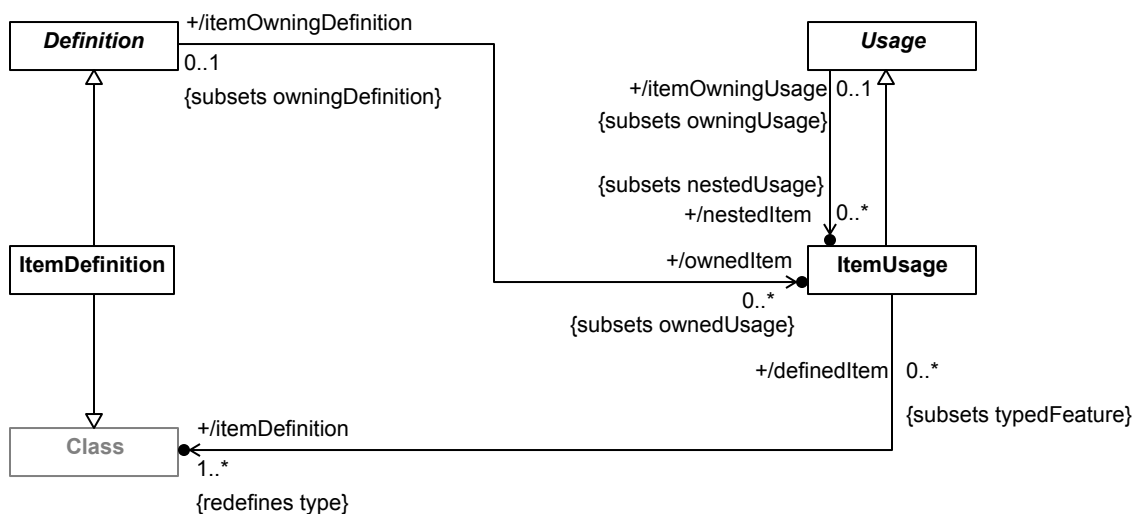 Definition
+/itemOwningDefinition
0..1
{subsets owningDefinition}
Usage
+/itemOwningUsage
0..1
{subsets owningUsage}
{subsets nestedUsage}
+/nestedItem
0..*
ItemDefinition
+/ownedItem
ItemUsage
0..*
{subsets ownedUsage}
+/definedItem
0..*
{subsets typedFeature}
Class
+/itemDefinition
1..*
{redefines type}